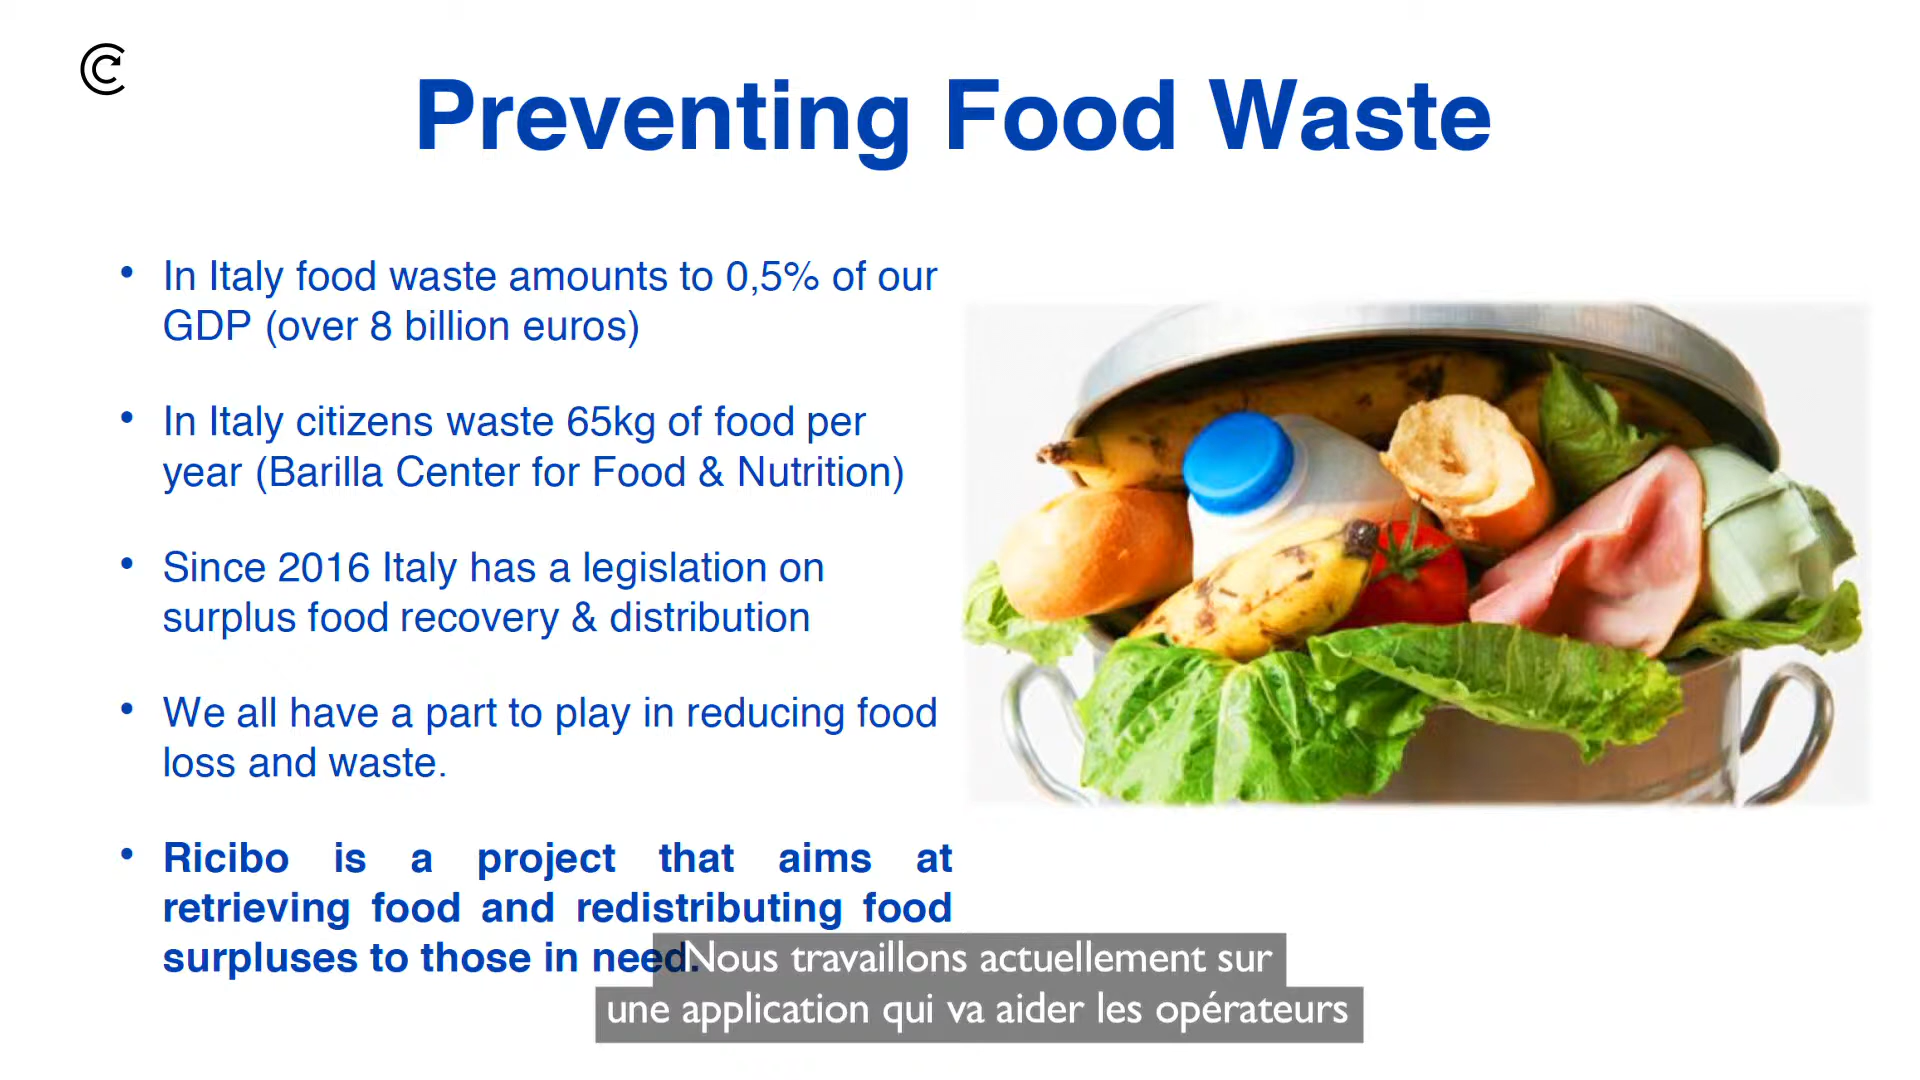 Preventing Food Waste
• In Italy food waste amounts to 0,5% of our
GDP (over 8 billion euros)
• In Italy citizens waste 65kg of food per
year (Barilla Center for Food & Nutrition)
• Since 2016 Italy has a legislation on
surplus food recovery & distribution
• We all have a part to play in reducing food
loss and waste.
• Ricibo is a project that aims at
retrieving food and redistributing food
surpluses to those in need.
Nous travaillons actuellement sur
une application qui va aider les opérateurs